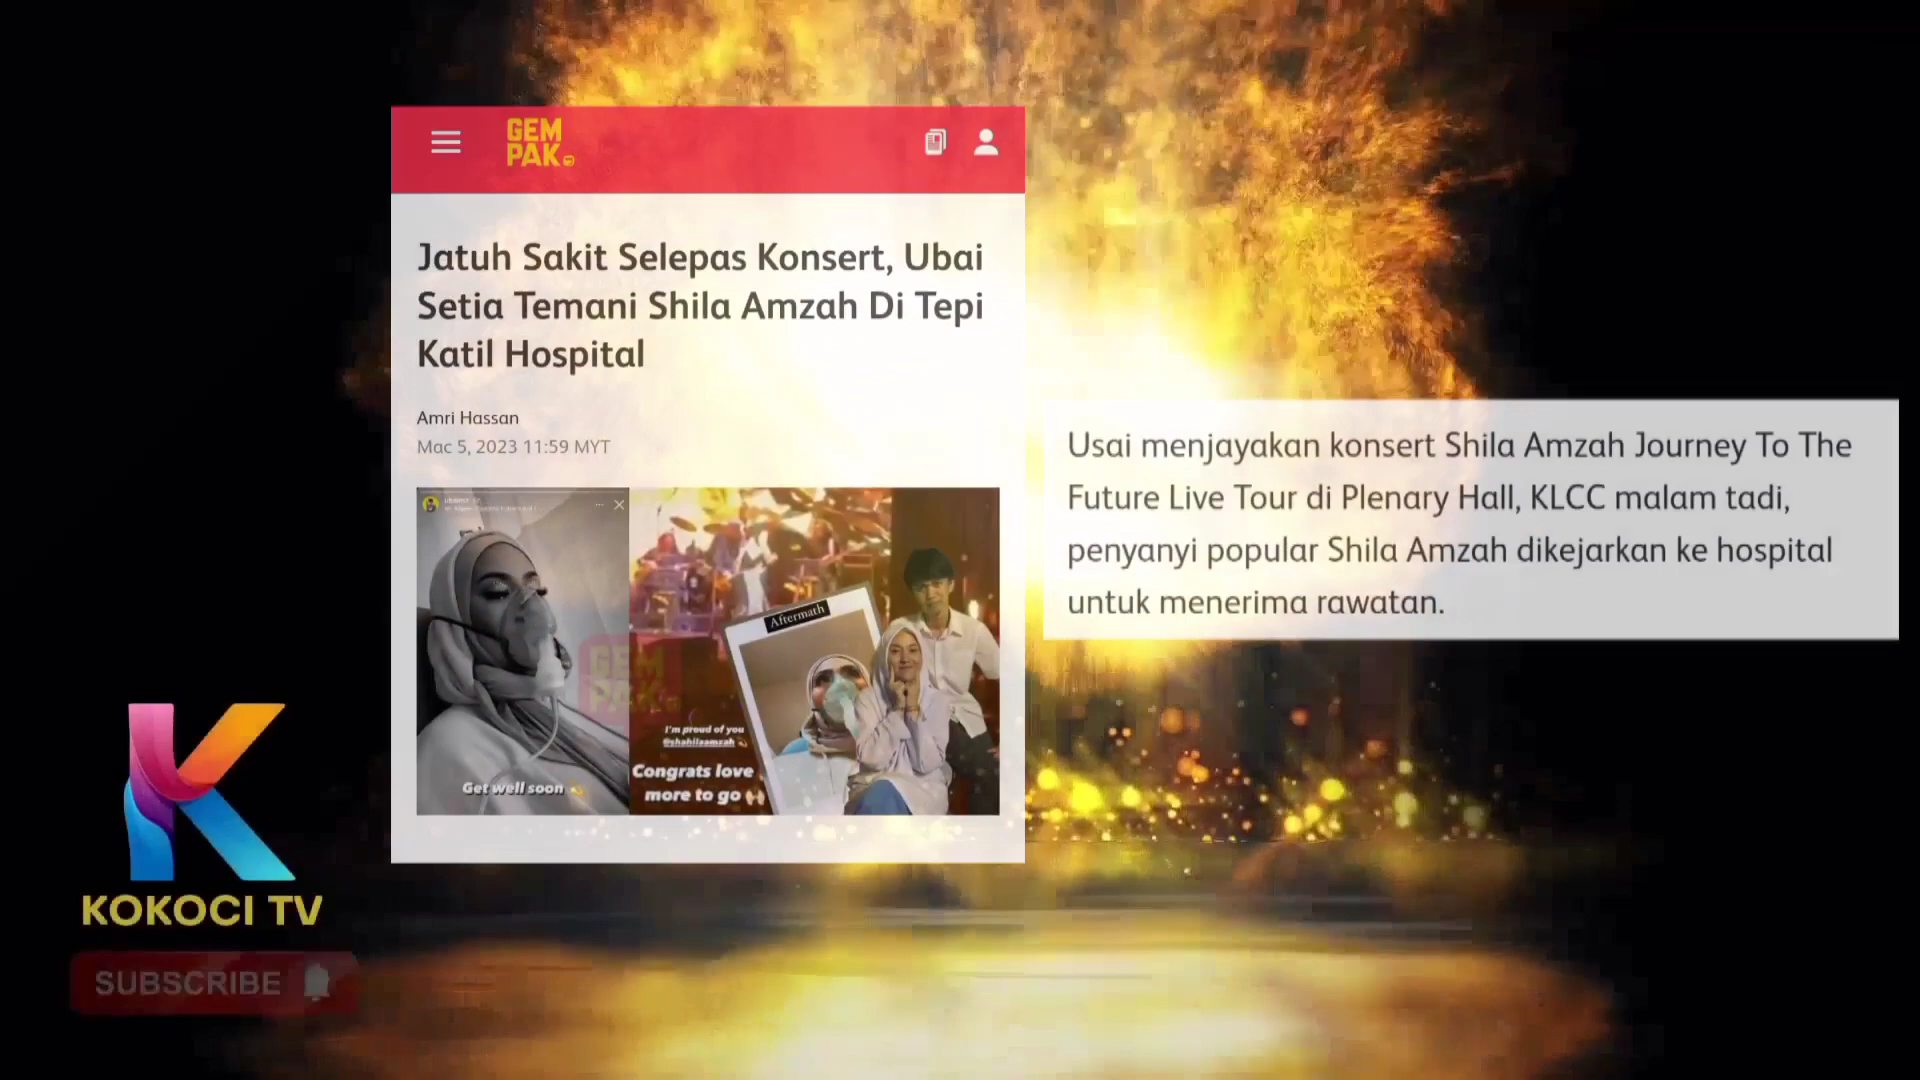 GEM
PAK
Jatuh Sakit Selepas Konsert, Ubai
Setia Temani Shila Amzah Di Tepi
Katil Hospital
Amri Hassan
Mac 5, 2023 11:59 MYT
Get well soon
GEM
PAK
I'm proud of you
@shahilaamzah
Congrats love
more to go
Aftermath
Usai menjayakan konsert Shila Amzah Journey To The
Future Live Tour di Plenary Hall, KLCC malam tadi,
penyanyi popular Shila Amzah dikejarkan ke hospital
untuk menerima rawatan.
KOKOCI TV
SUBSCRIBE